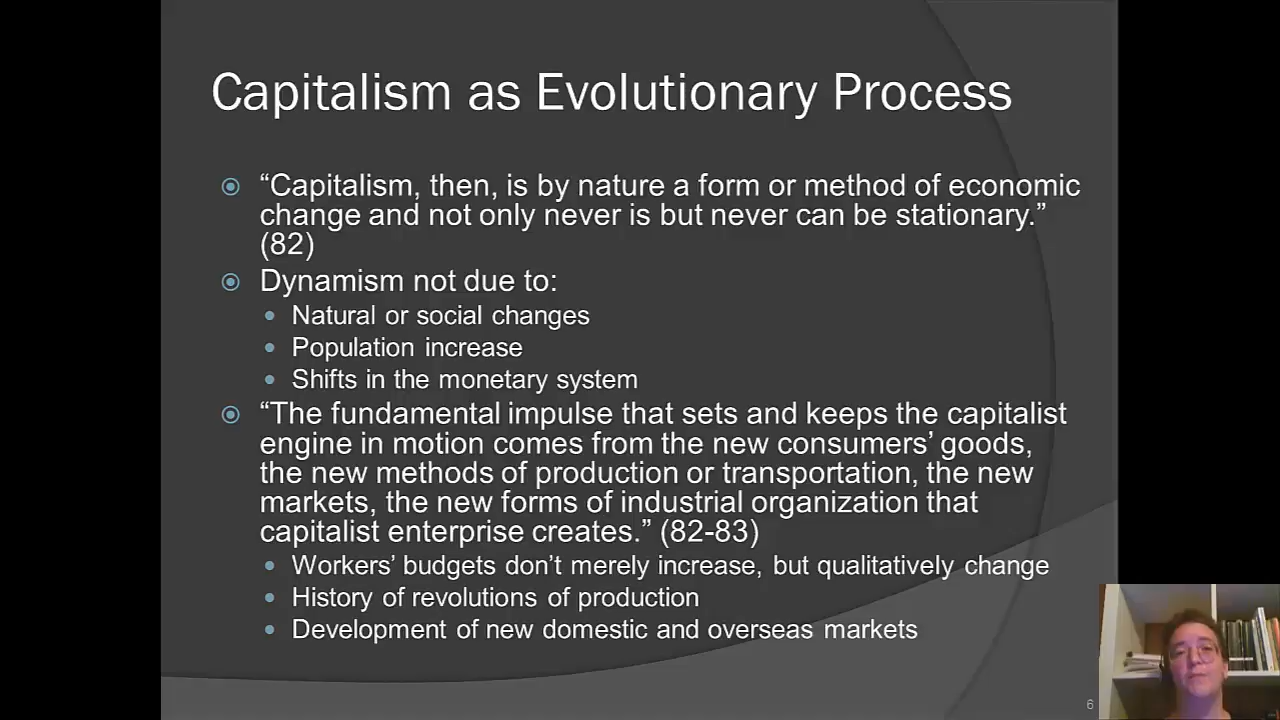 Capitalism as Evolutionary Process
“Capitalism, then, is by nature a form or method of economic
change and not only never is but never can be stationary.”
(82)
Dynamism not due to:
Natural or social changes
Population increase
Shifts in the monetary system
“The fundamental impulse that sets and keeps the capitalist
engine in motion comes from the new consumers’ goods,
the new methods of production or transportation, the new
markets, the new forms of industrial organization that
capitalist enterprise creates.” (82-83)
Workers’ budgets don’t merely increase, but qualitatively change
History of revolutions of production
Development of new domestic and overseas markets
6